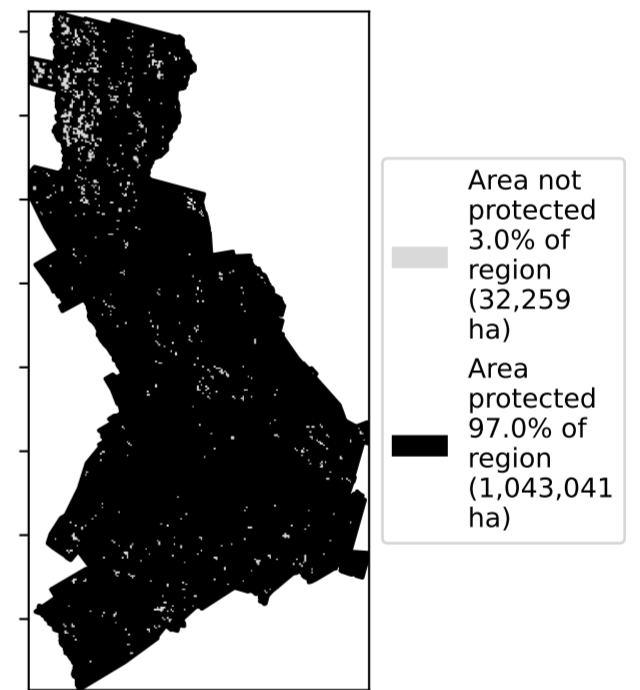 Area not
protected
3.0% of
region
(32,259
ha)
Area
protected
97.0% of
region
(1,043,041
ha)